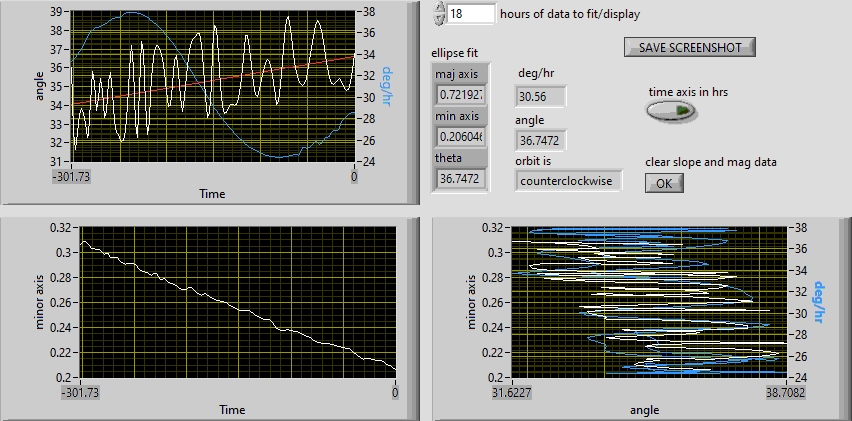 39
38
37
36
35
34
33
32
31
angle
38
36
34
32
30
28
26
24
deg/hr
-301.73
0
Time
18
hours of data to fit/display
SAVE SCREENSHOT
ellipse fit
maj axis
0.721927
min axis
0.206046
theta
36.7472
deg/hr
30.56
angle
36.7472
orbit is
counterclockwise
time axis in hrs
clear slope and mag data
OK
0.32
0.3
0.28
0.26
0.24
0.22
0.2
minor axis
-301.73
0
Time
0.32
0.3
0.28
0.26
0.24
0.22
0.2
minor axis
38
36
34
32
30
28
26
24
deg/hr
31.6227
38.7082
angle